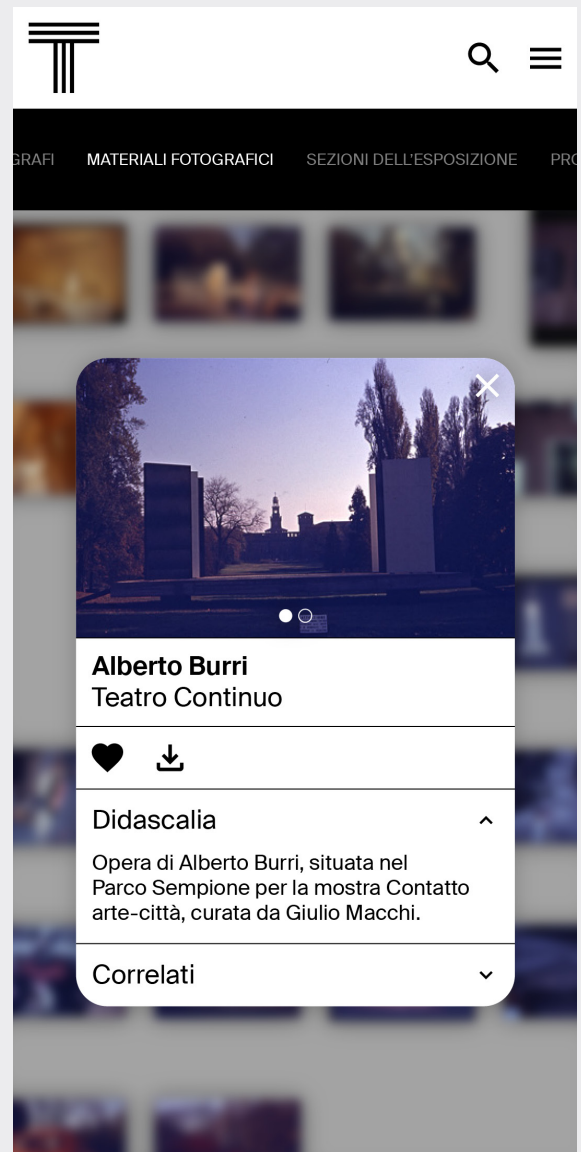 GRAFI MATERIALI FOTOGRAFICI SEZIONI DELL'ESPOSIZIONE PRO
Alberto Burri
Teatro Continuo
Didascalia
Opera di Alberto Burri, situata nel
Parco Sempione per la mostra Contatto
arte-città, curata da Giulio Macchi.
Correlati